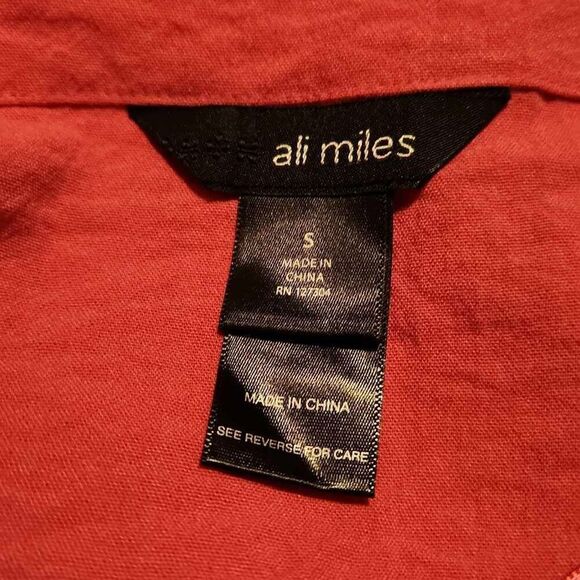 ali miles
S
MADE IN
CHINA
RN 127304
MADE IN CHINA
SEE REVERSE FOR CARE